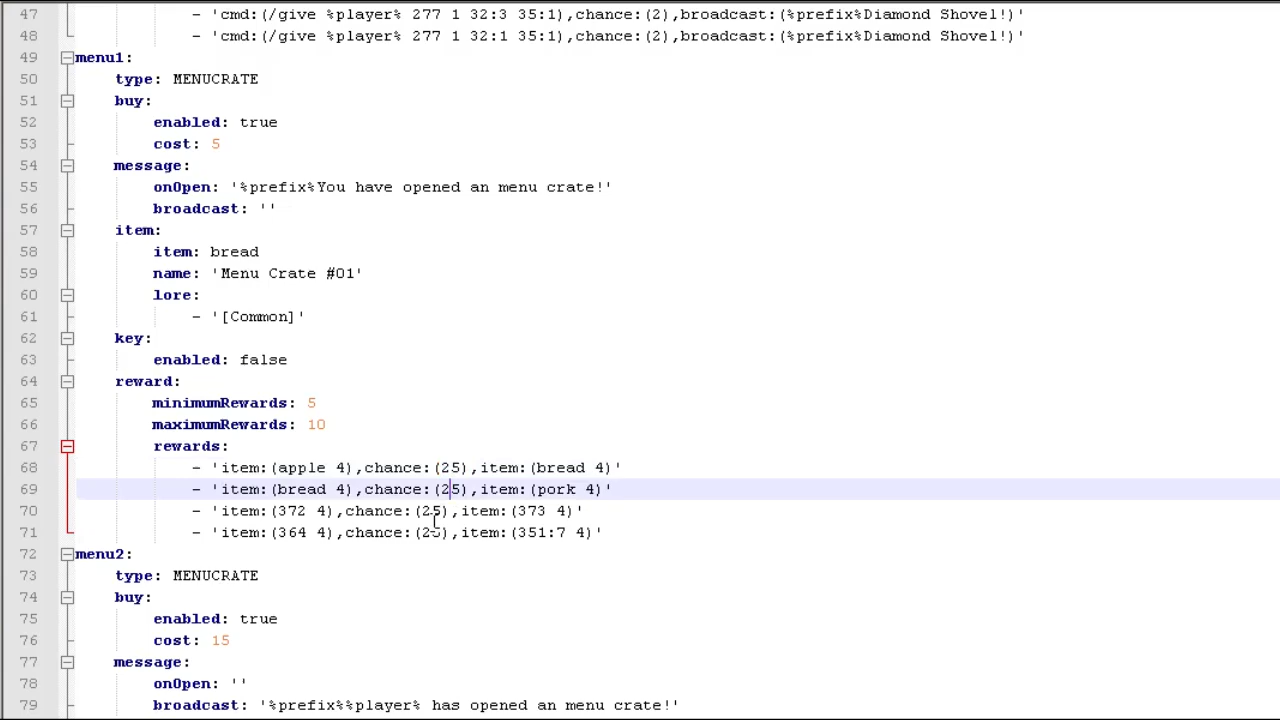 47 - 'cmd:(/give %player% 277 1 32:3 35:1),chance:(2),broadcast:(%prefix%Diamond Shovel!)'
48 - 'cmd:(/give %player% 277 1 32:1 35:1),chance:(2),broadcast:(%prefix%Diamond Shovel!)'
49 menu1:
50 type: MENUCRATE
51 buy:
52 enabled: true
53 cost: 5
54 message:
55 onOpen: '%prefix%You have opened an menu crate!'
56 broadcast: ''
57 item:
58 item: bread
59 name: 'Menu Crate #01'
60 lore:
61 - '[Common]'
62 key:
63 enabled: false
64 reward:
65 minimumRewards: 5
66 maximumRewards: 10
67 rewards:
68 - 'item:(apple 4),chance:(25),item:(bread 4)'
69 - 'item:(bread 4),chance:(25),item:(pork 4)'
70 - 'item:(372 4),chance:(25),item:(373 4)'
71 - 'item:(364 4),chance:(25),item:(351:7 4)'
72 menu2:
73 type: MENUCRATE
74 buy:
75 enabled: true
76 cost: 15
77 message:
78 onOpen: ''
79 broadcast: '%prefix%%player% has opened an menu crate!'